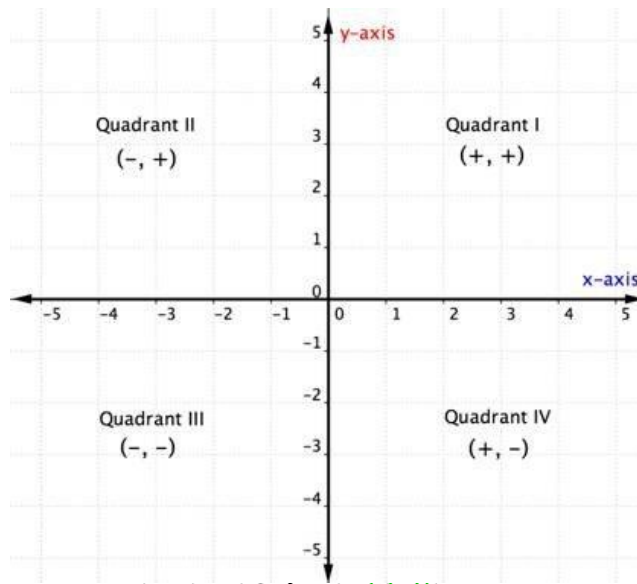 5
y-axis
4
Quadrant II
Quadrant I
3
(-, +)
(+, +)
2
1
x-axis
0
-5 -4 -3 -2 -1 0 1 2 3 4 5
-1
-2
Quadrant III
Quadrant IV
-3
(-, -)
(+, -)
-4
-5